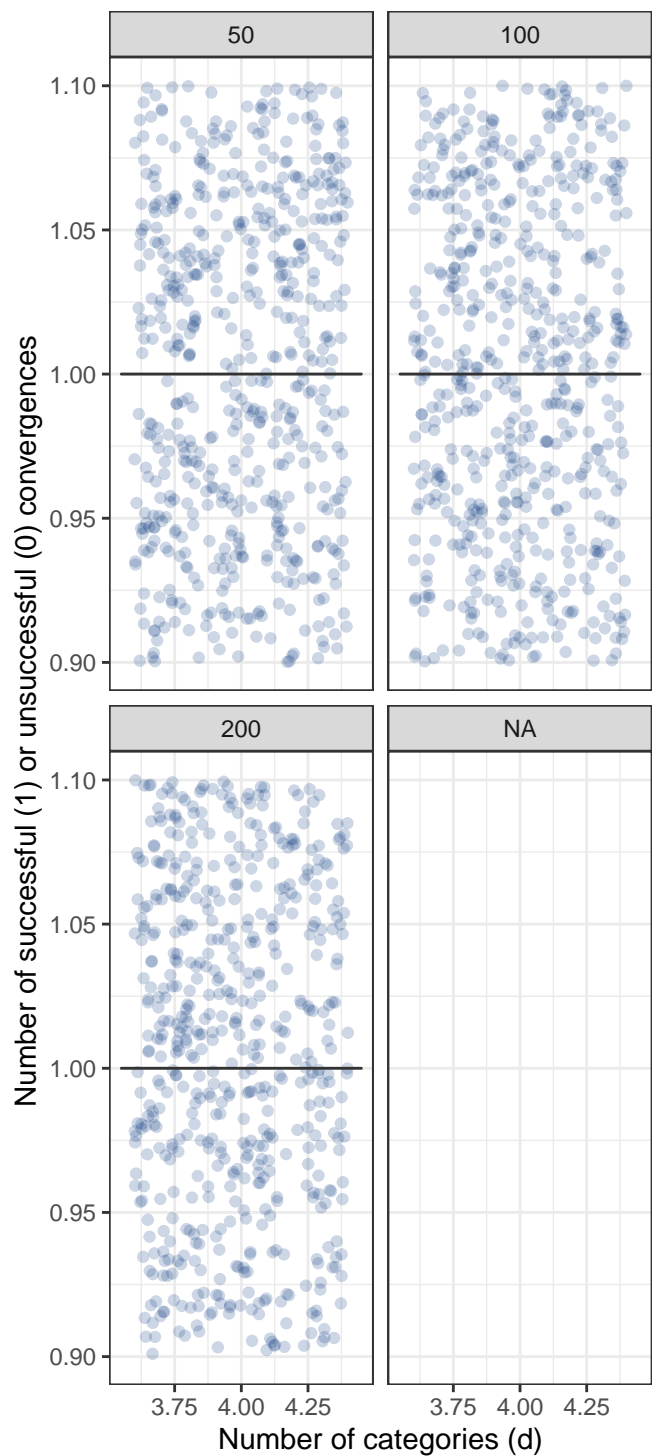 50 100
1.10
1.05
1.00
0.95
0.90
200 NA
1.10
1.05
1.00
0.95
0.90
3.75 4.00 4.25 3.75 4.00 4.25
Number of categories (d)
Number of successful (1) or unsuccessful (0) convergences